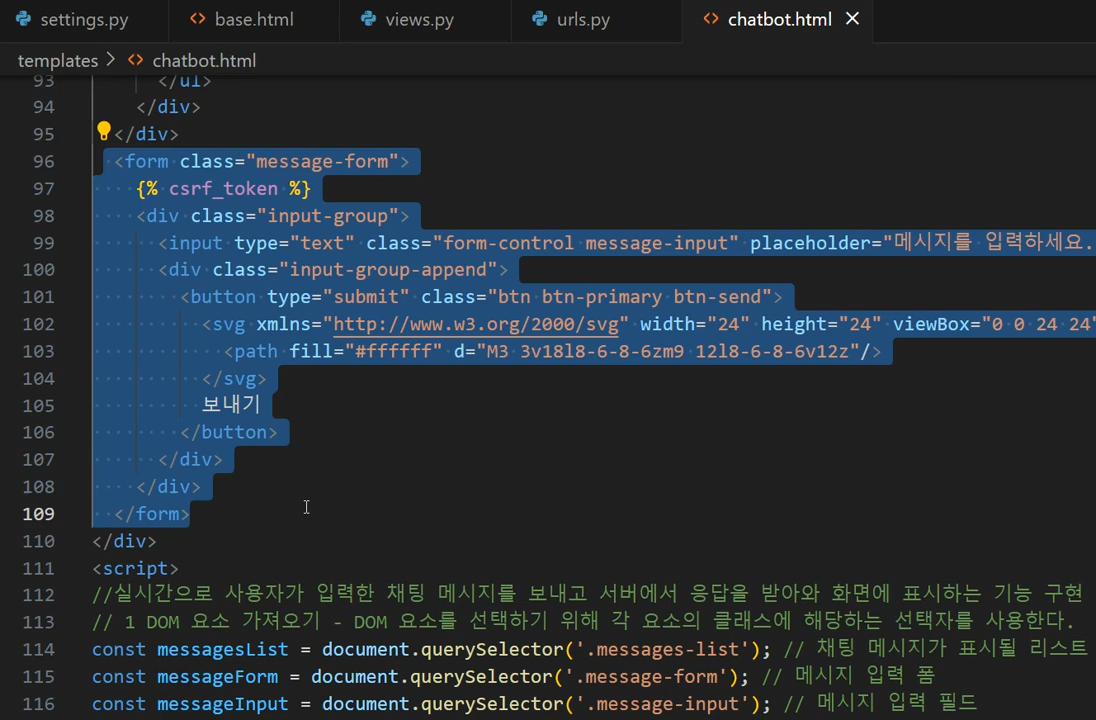 settings.py base.html views.py urls.py chatbot.html
templates > chatbot.html
93 </ul>
94 </div>
95 </div>
96 <form class="message-form">
97 {% csrf_token %}
98 <div class="input-group">
99 <input type="text" class="form-control message-input" placeholder="메시지를 입력하세요.
100 <div class="input-group-append">
101 <button type="submit" class="btn btn-primary btn-send">
102 <svg xmlns="http://www.w3.org/2000/svg" width="24" height="24" viewBox="0 0 24 24"
103 <path fill="#ffffff" d="M3 3v18l8-6-8-6zm9 12l8-6-8-6v12z"/>
104 </svg>
105 보내기
106 </button>
107 </div>
108 </div>
109 </form>
110 </div>
111 <script>
112 //실시간으로 사용자가 입력한 채팅 메시지를 보내고 서버에서 응답을 받아와 화면에 표시하는 기능 구현
113 // 1 DOM 요소 가져오기 - DOM 요소를 선택하기 위해 각 요소의 클래스에 해당하는 선택자를 사용한다.
114 const messagesList = document.querySelector('.messages-list'); // 채팅 메시지가 표시될 리스트
115 const messageForm = document.querySelector('.message-form'); // 메시지 입력 폼
116 const messageInput = document.querySelector('.message-input'); // 메시지 입력 필드